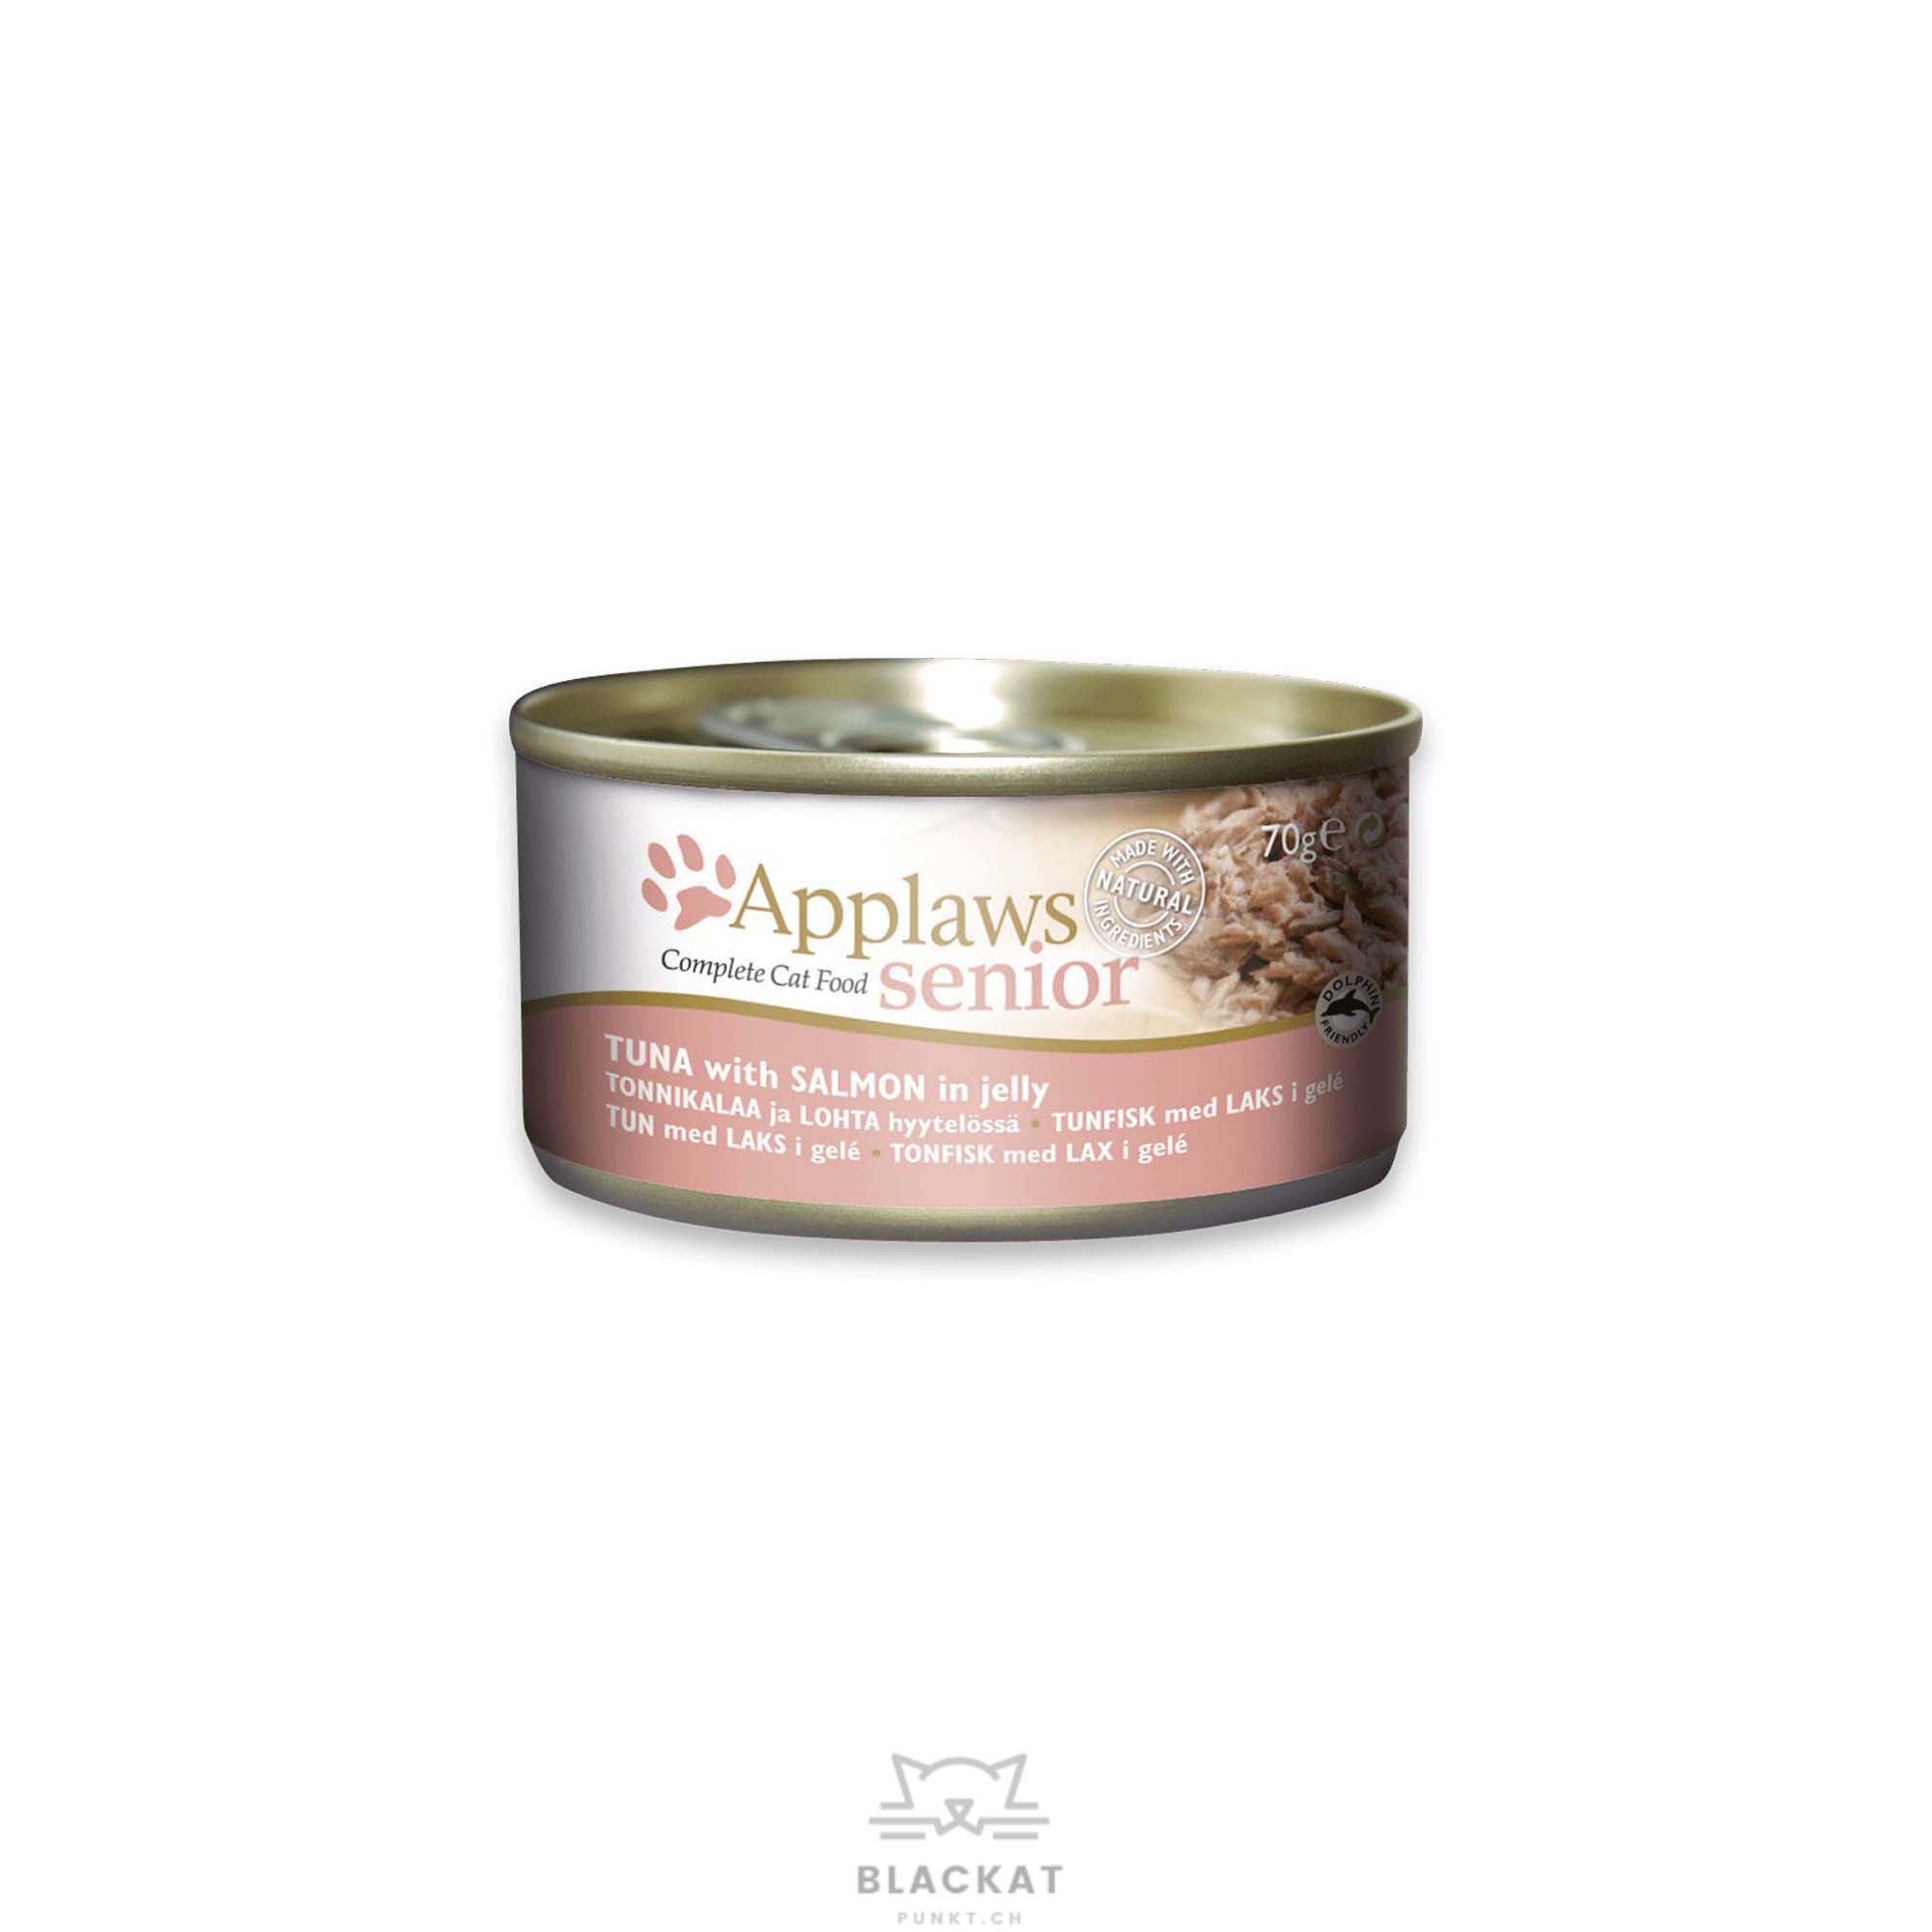 70g e
MADE WITH
NATURAL
INGREDIENTS
Applaws
Complete Cat Food senior
DOLPHIN
FRIENDLY
TUNA with SALMON in jelly
TONNIKALAA ja LOHTA hyytelössä • TUNFISK med LAKS i gelé
TUN med LAKS i gelé • TONFISK med LAX i gelé
BLACKAT
PUNKT.CH